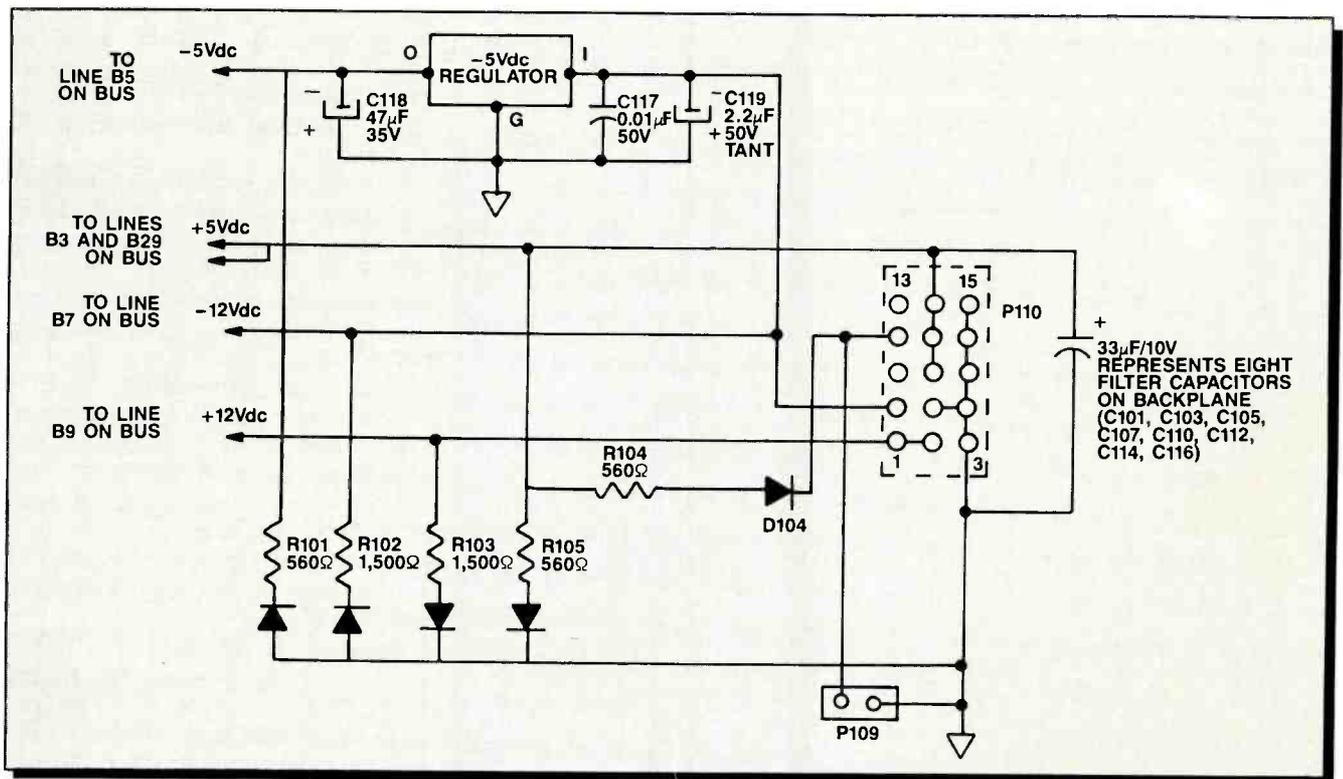 TO
LINE B5
ON BUS
−5Vdc
O
−5Vdc
REGULATOR
I
G
−
+
C118
47µF
35V
C117
0.01µF
50V
−
+
C119
2.2µF
50V
TANT
TO LINES
B3 AND B29
ON BUS
+5Vdc
TO LINE
B7 ON BUS
−12Vdc
TO LINE
B9 ON BUS
+12Vdc
13
15
P110
1
3
+
33µF/10V
REPRESENTS EIGHT
FILTER CAPACITORS
ON BACKPLANE
(C101, C103, C105,
C107, C110, C112,
C114, C116)
R104
560Ω
D104
R101
560Ω
R102
1,500Ω
R103
1,500Ω
R105
560Ω
P109